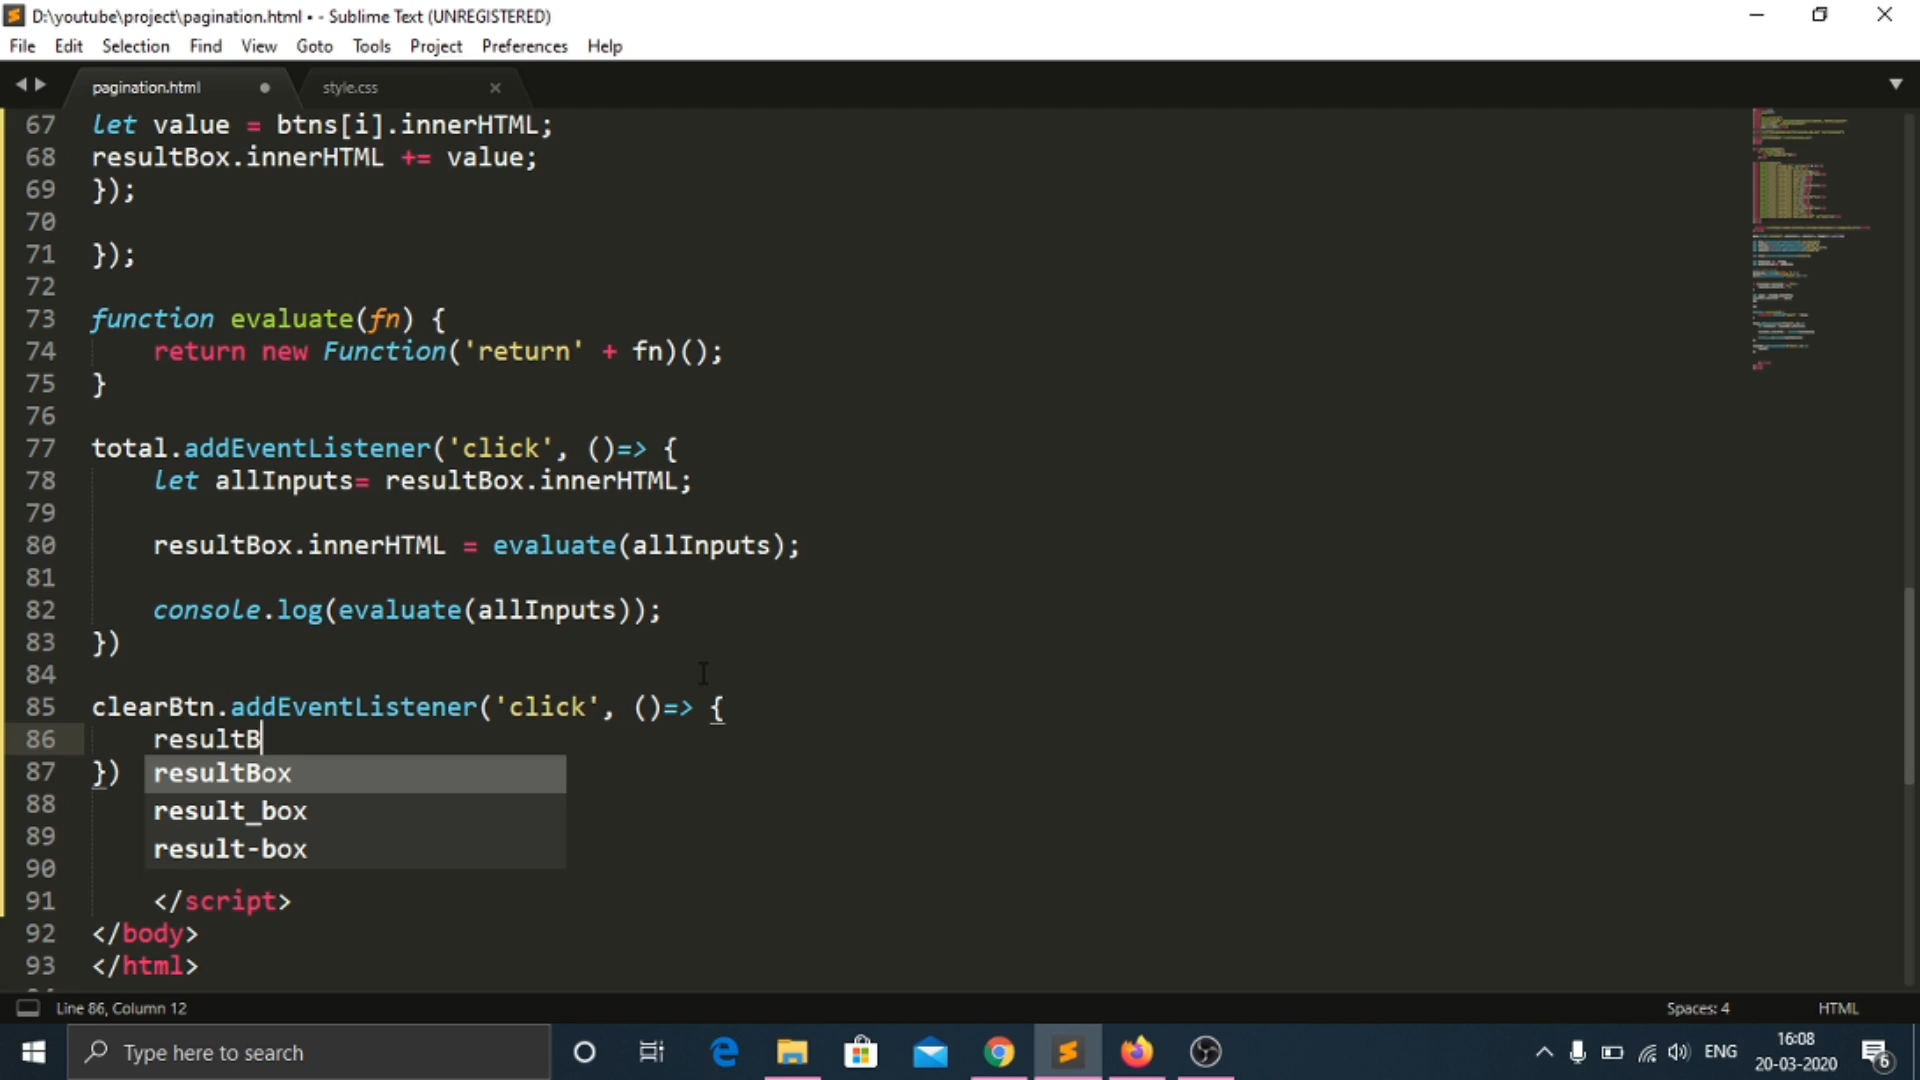 D:\youtube\project\pagination.html • - Sublime Text (UNREGISTERED)
File Edit Selection Find View Goto Tools Project Preferences Help
pagination.html style.css
67 let value = btns[i].innerHTML;
68 resultBox.innerHTML += value;
69 });
70
71 });
72
73 function evaluate(fn) {
74 return new Function('return' + fn)();
75 }
76
77 total.addEventListener('click', ()=> {
78 let allInputs= resultBox.innerHTML;
79
80 resultBox.innerHTML = evaluate(allInputs);
81
82 console.log(evaluate(allInputs));
83 })
84
85 clearBtn.addEventListener('click', ()=> {
86 resultB
87 }) resultBox
88 result_box
89 result-box
90
91 </script>
92 </body>
93 </html>
Line 86, Column 12 Spaces: 4 HTML
Type here to search ENG 16:08
20-03-2020 6